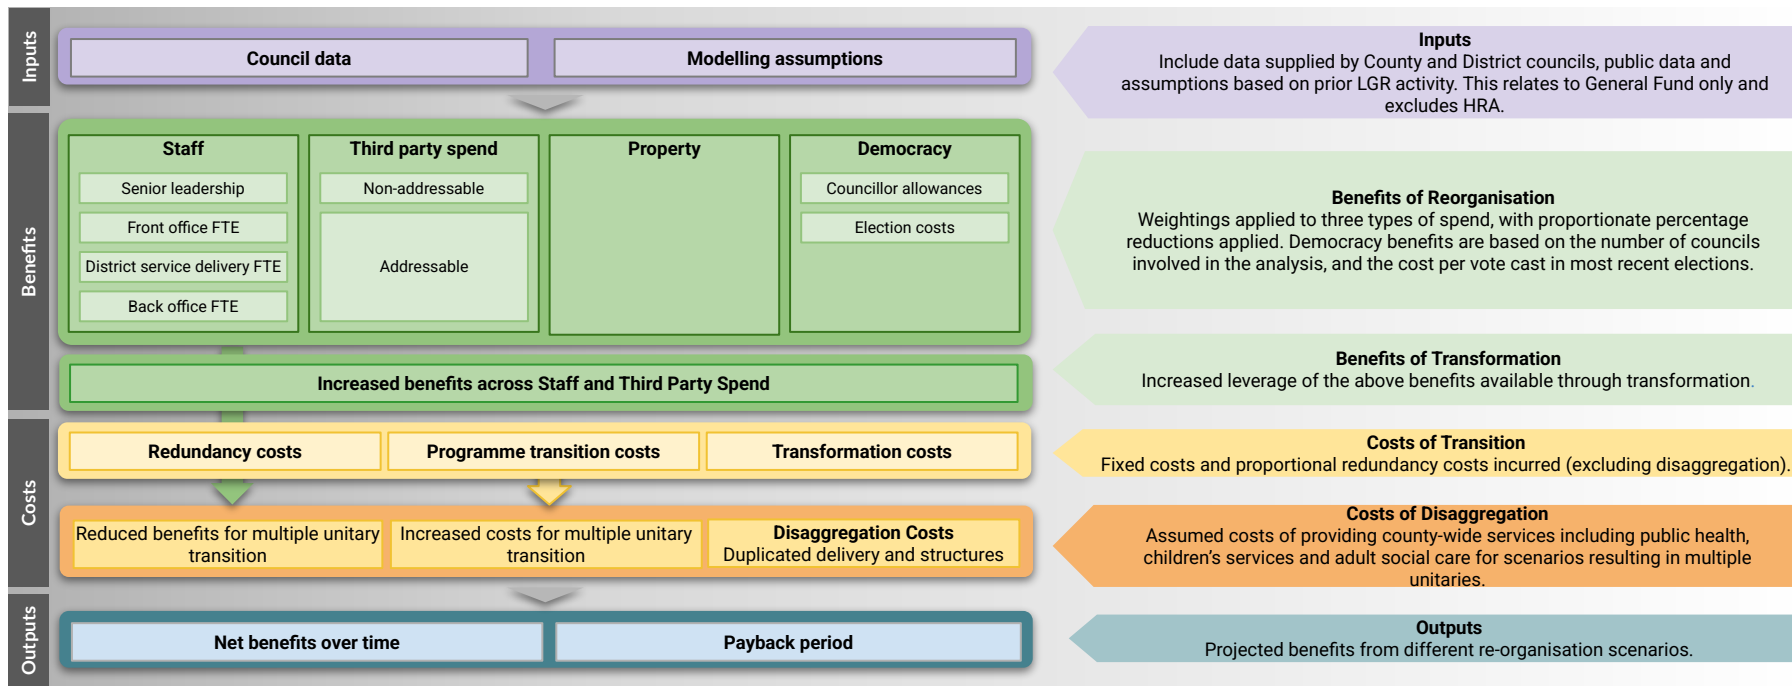 Inputs
Council data
Modelling assumptions
Inputs
Include data supplied by County and District councils, public data and
assumptions based on prior LGR activity. This relates to General Fund only and
excludes HRA.
Benefits
Staff
Senior leadership
Front office FTE
District service delivery FTE
Back office FTE
Third party spend
Non-addressable
Addressable
Property
Democracy
Councillor allowances
Election costs
Benefits of Reorganisation
Weightings applied to three types of spend, with proportionate percentage
reductions applied. Democracy benefits are based on the number of councils
involved in the analysis, and the cost per vote cast in most recent elections.
Increased benefits across Staff and Third Party Spend
Benefits of Transformation
Increased leverage of the above benefits available through transformation.
Costs
Redundancy costs
Programme transition costs
Transformation costs
Costs of Transition
Fixed costs and proportional redundancy costs incurred (excluding disaggregation).
Reduced benefits for multiple unitary
transition
Increased costs for multiple unitary
transition
Disaggregation Costs
Duplicated delivery and structures
Costs of Disaggregation
Assumed costs of providing county-wide services including public health,
children's services and adult social care for scenarios resulting in multiple
unitaries.
Outputs
Net benefits over time
Payback period
Outputs
Projected benefits from different re-organisation scenarios.